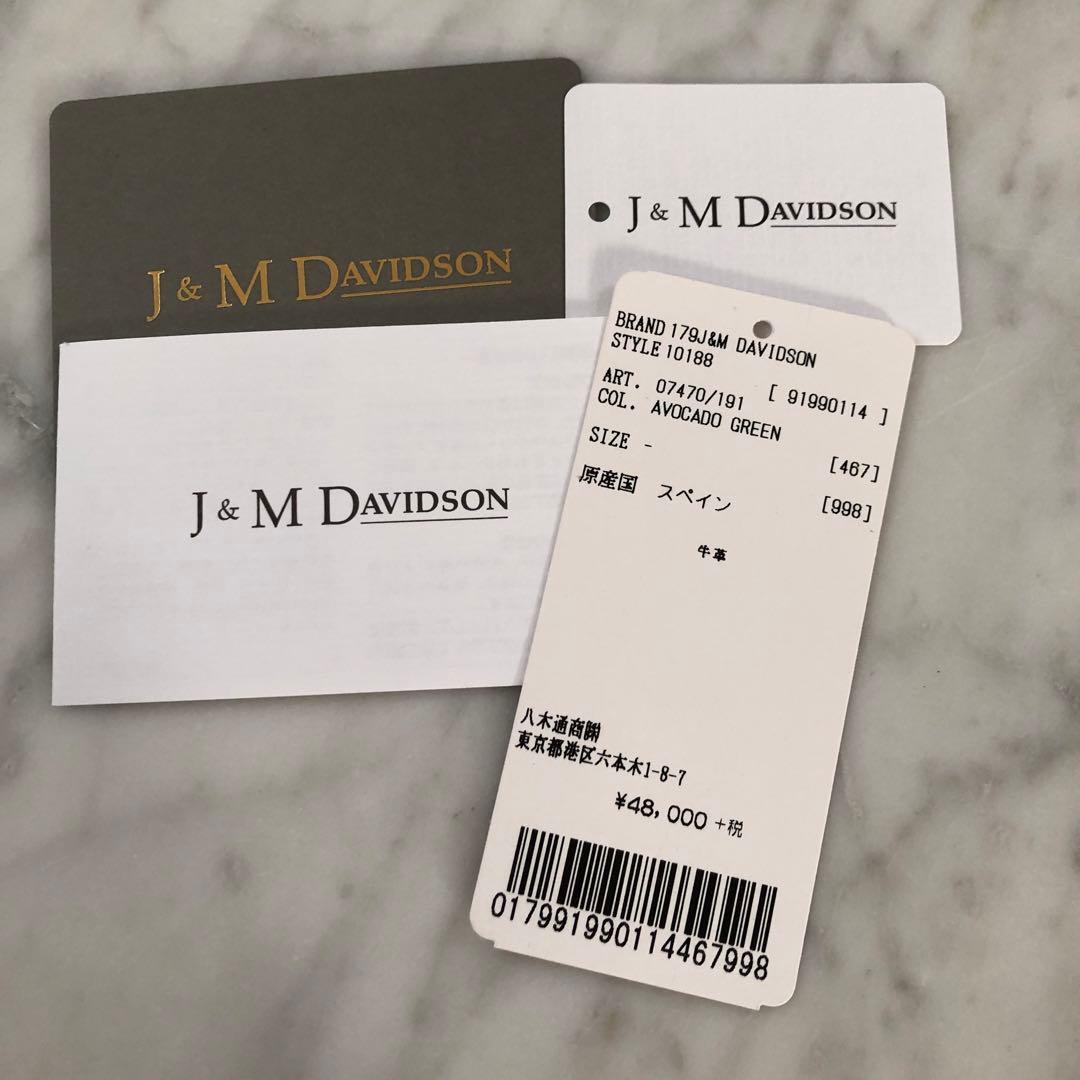 J & M DAVIDSON
J & M DAVIDSON
J & M DAVIDSON
BRAND 179J&M DAVIDSON
STYLE 10188
ART. 07470/191 [ 91990114 ]
COL. AVOCADO GREEN [467]
SIZE - [998]
原産国 スペイン
牛革
八木通商㈱
東京都港区六本木1-8-7
¥48,000 +税
017991990114467998